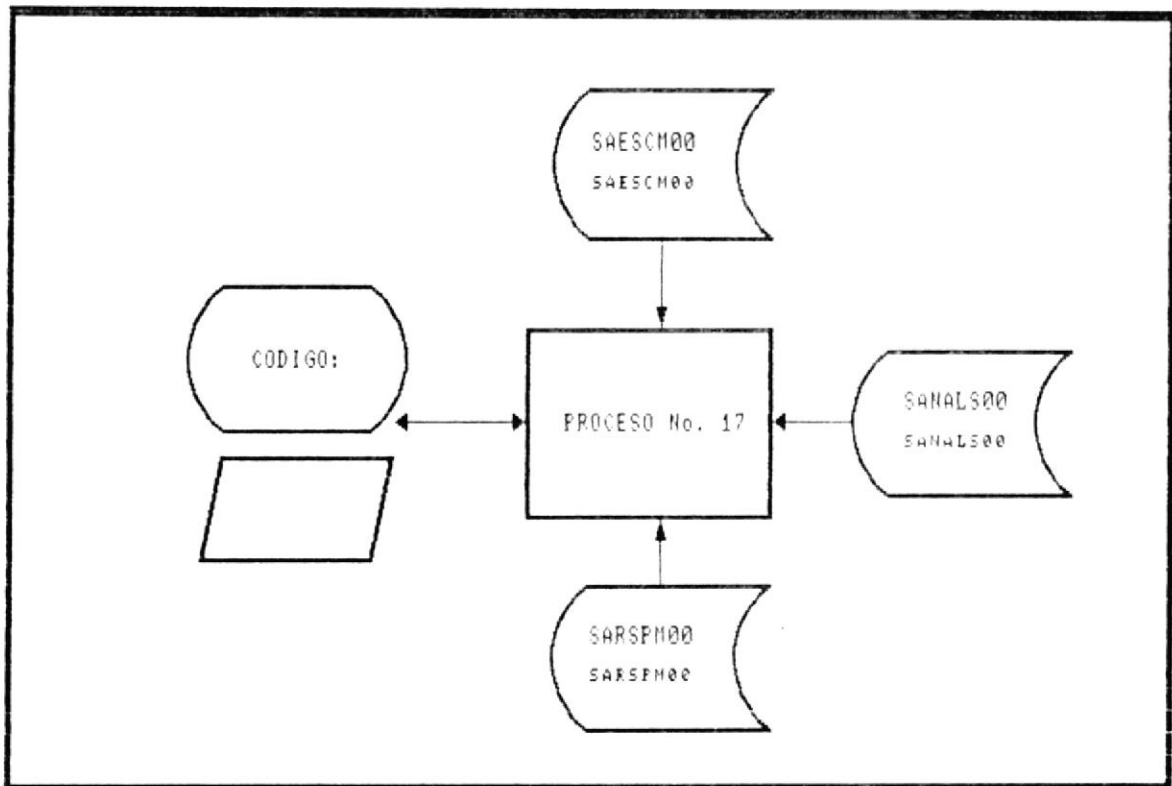 SAESCM00
SAESCM00
CODIGO:
PROCESO No. 17
SANALS00
SANALS00
SARSPM00
SARSPM00